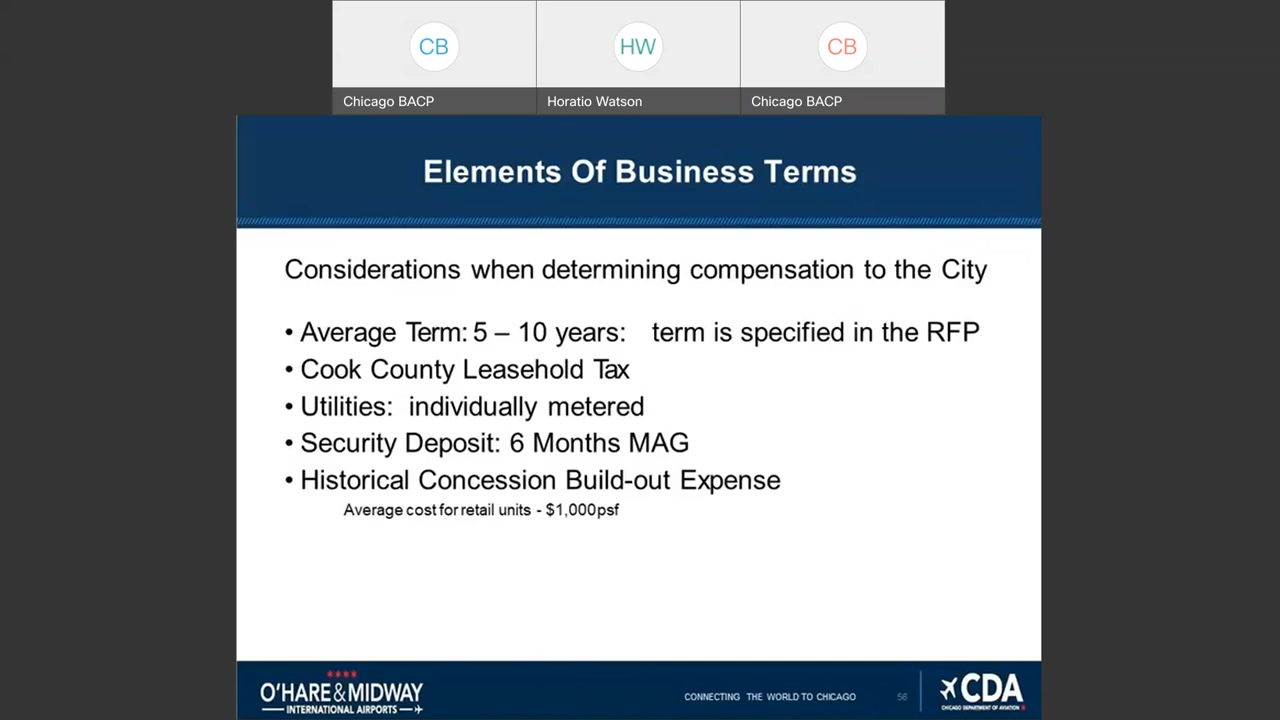 CB
HW
CB
Chicago BACP
Horatio Watson
Chicago BACP
Elements Of Business Terms
Considerations when determining compensation to the City
• Average Term: 5 – 10 years: term is specified in the RFP
• Cook County Leasehold Tax
• Utilities: individually metered
• Security Deposit: 6 Months MAG
• Historical Concession Build-out Expense
Average cost for retail units - $1,000psf
O'HARE & MIDWAY
INTERNATIONAL AIRPORTS
CONNECTING THE WORLD TO CHICAGO
56
CDA
CHICAGO DEPARTMENT OF AVIATION